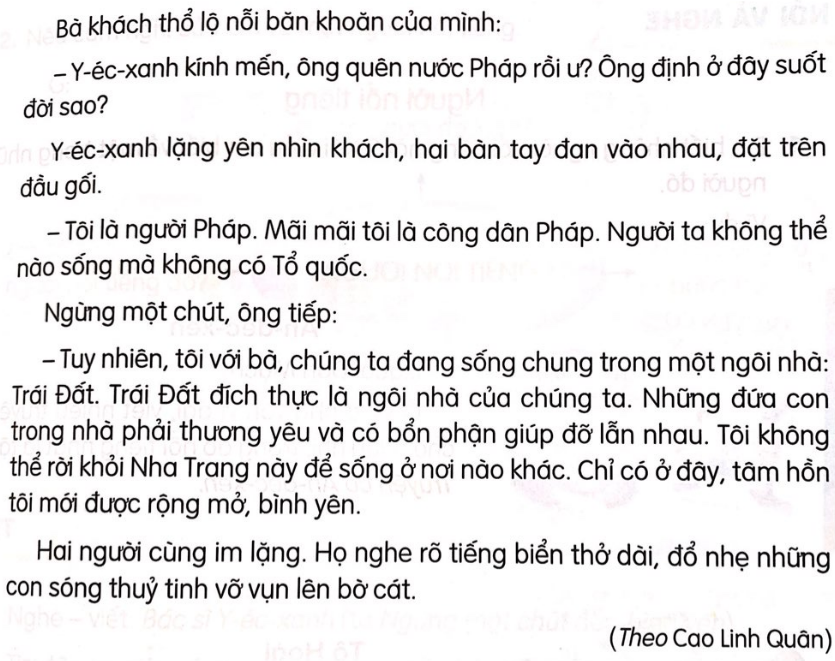 Bà khách thổ lộ nỗi băn khoăn của mình:
– Y-éc-xanh kính mến, ông quên nước Pháp rồi ư? Ông định ở đây suốt
đời sao?
Y-éc-xanh lặng yên nhìn khách, hai bàn tay đan vào nhau, đặt trên
đầu gối.
– Tôi là người Pháp. Mãi mãi tôi là công dân Pháp. Người ta không thể
nào sống mà không có Tổ quốc.
Ngừng một chút, ông tiếp:
– Tuy nhiên, tôi với bà, chúng ta đang sống chung trong một ngôi nhà:
Trái Đất. Trái Đất đích thực là ngôi nhà của chúng ta. Những đứa con
trong nhà phải thương yêu và có bổn phận giúp đỡ lẫn nhau. Tôi không
thể rời khỏi Nha Trang này để sống ở nơi nào khác. Chỉ có ở đây, tâm hồn
tôi mới được rộng mở, bình yên.
Hai người cùng im lặng. Họ nghe rõ tiếng biển thở dài, đổ nhẹ những
con sóng thuỷ tinh vỡ vụn lên bờ cát.
(Theo Cao Linh Quân)